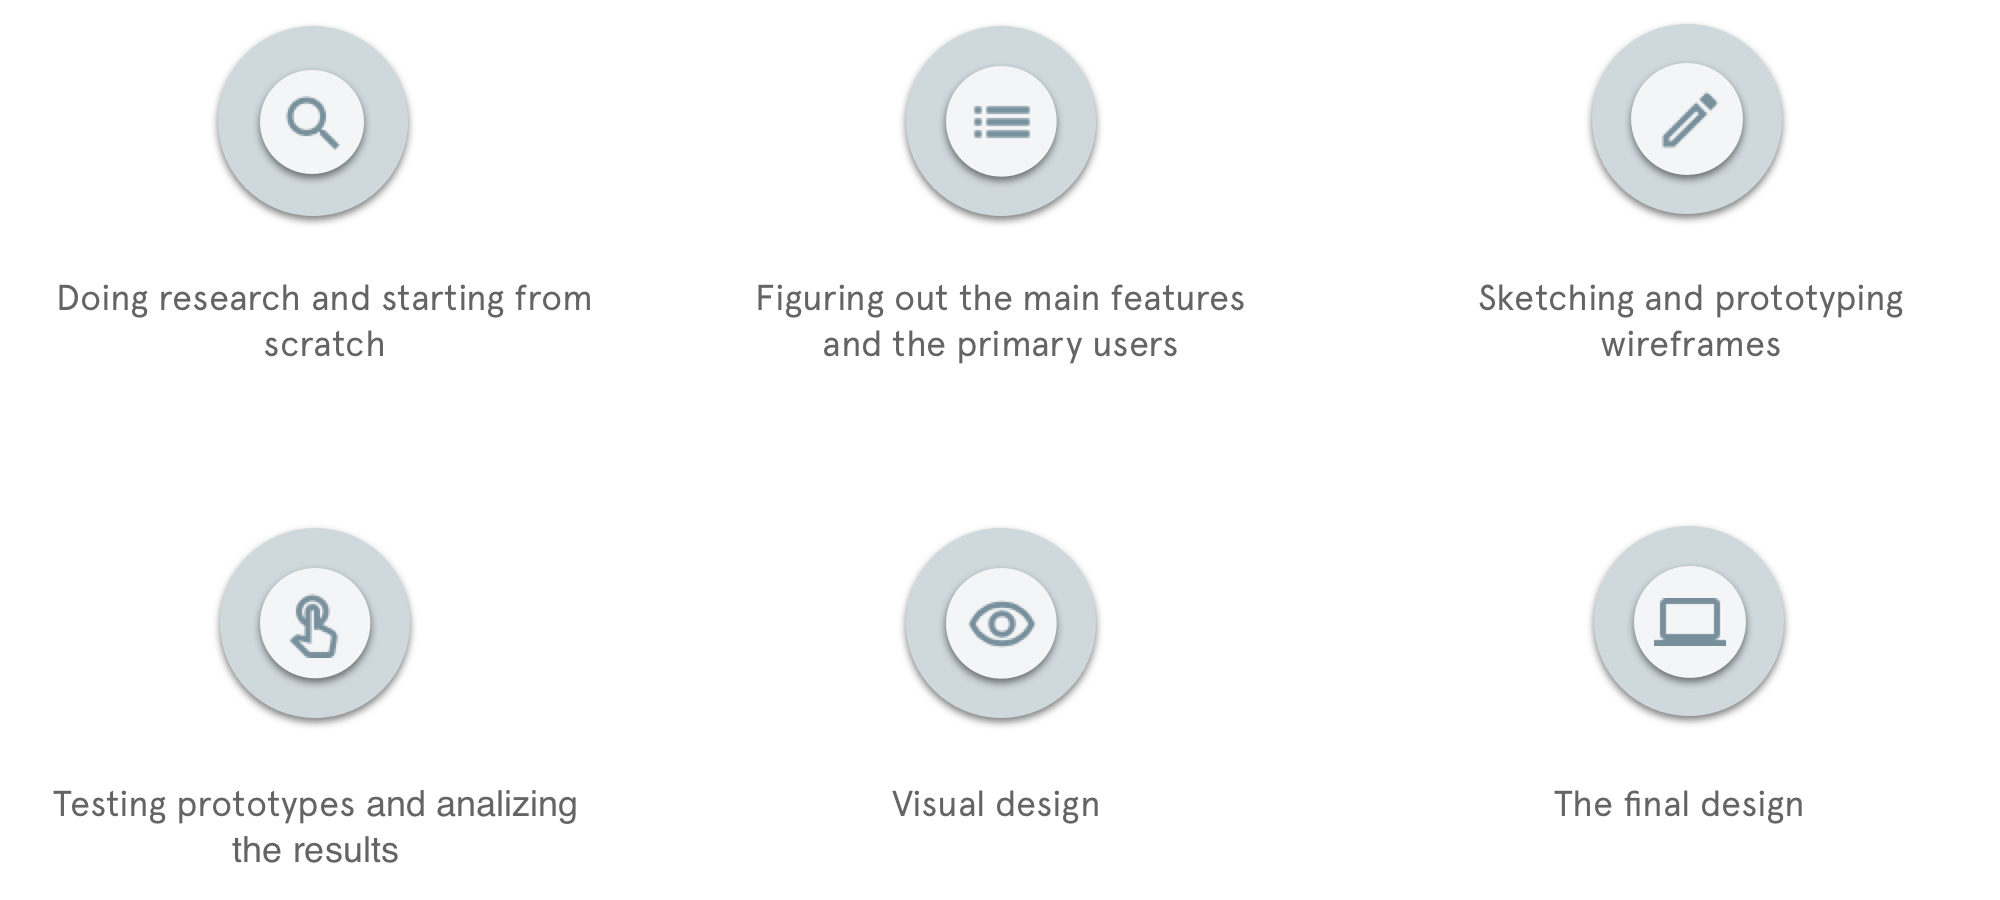 Doing research and starting from
scratch
Figuring out the main features
and the primary users
Sketching and prototyping
wireframes
Testing prototypes and analizing
the results
Visual design
The final design